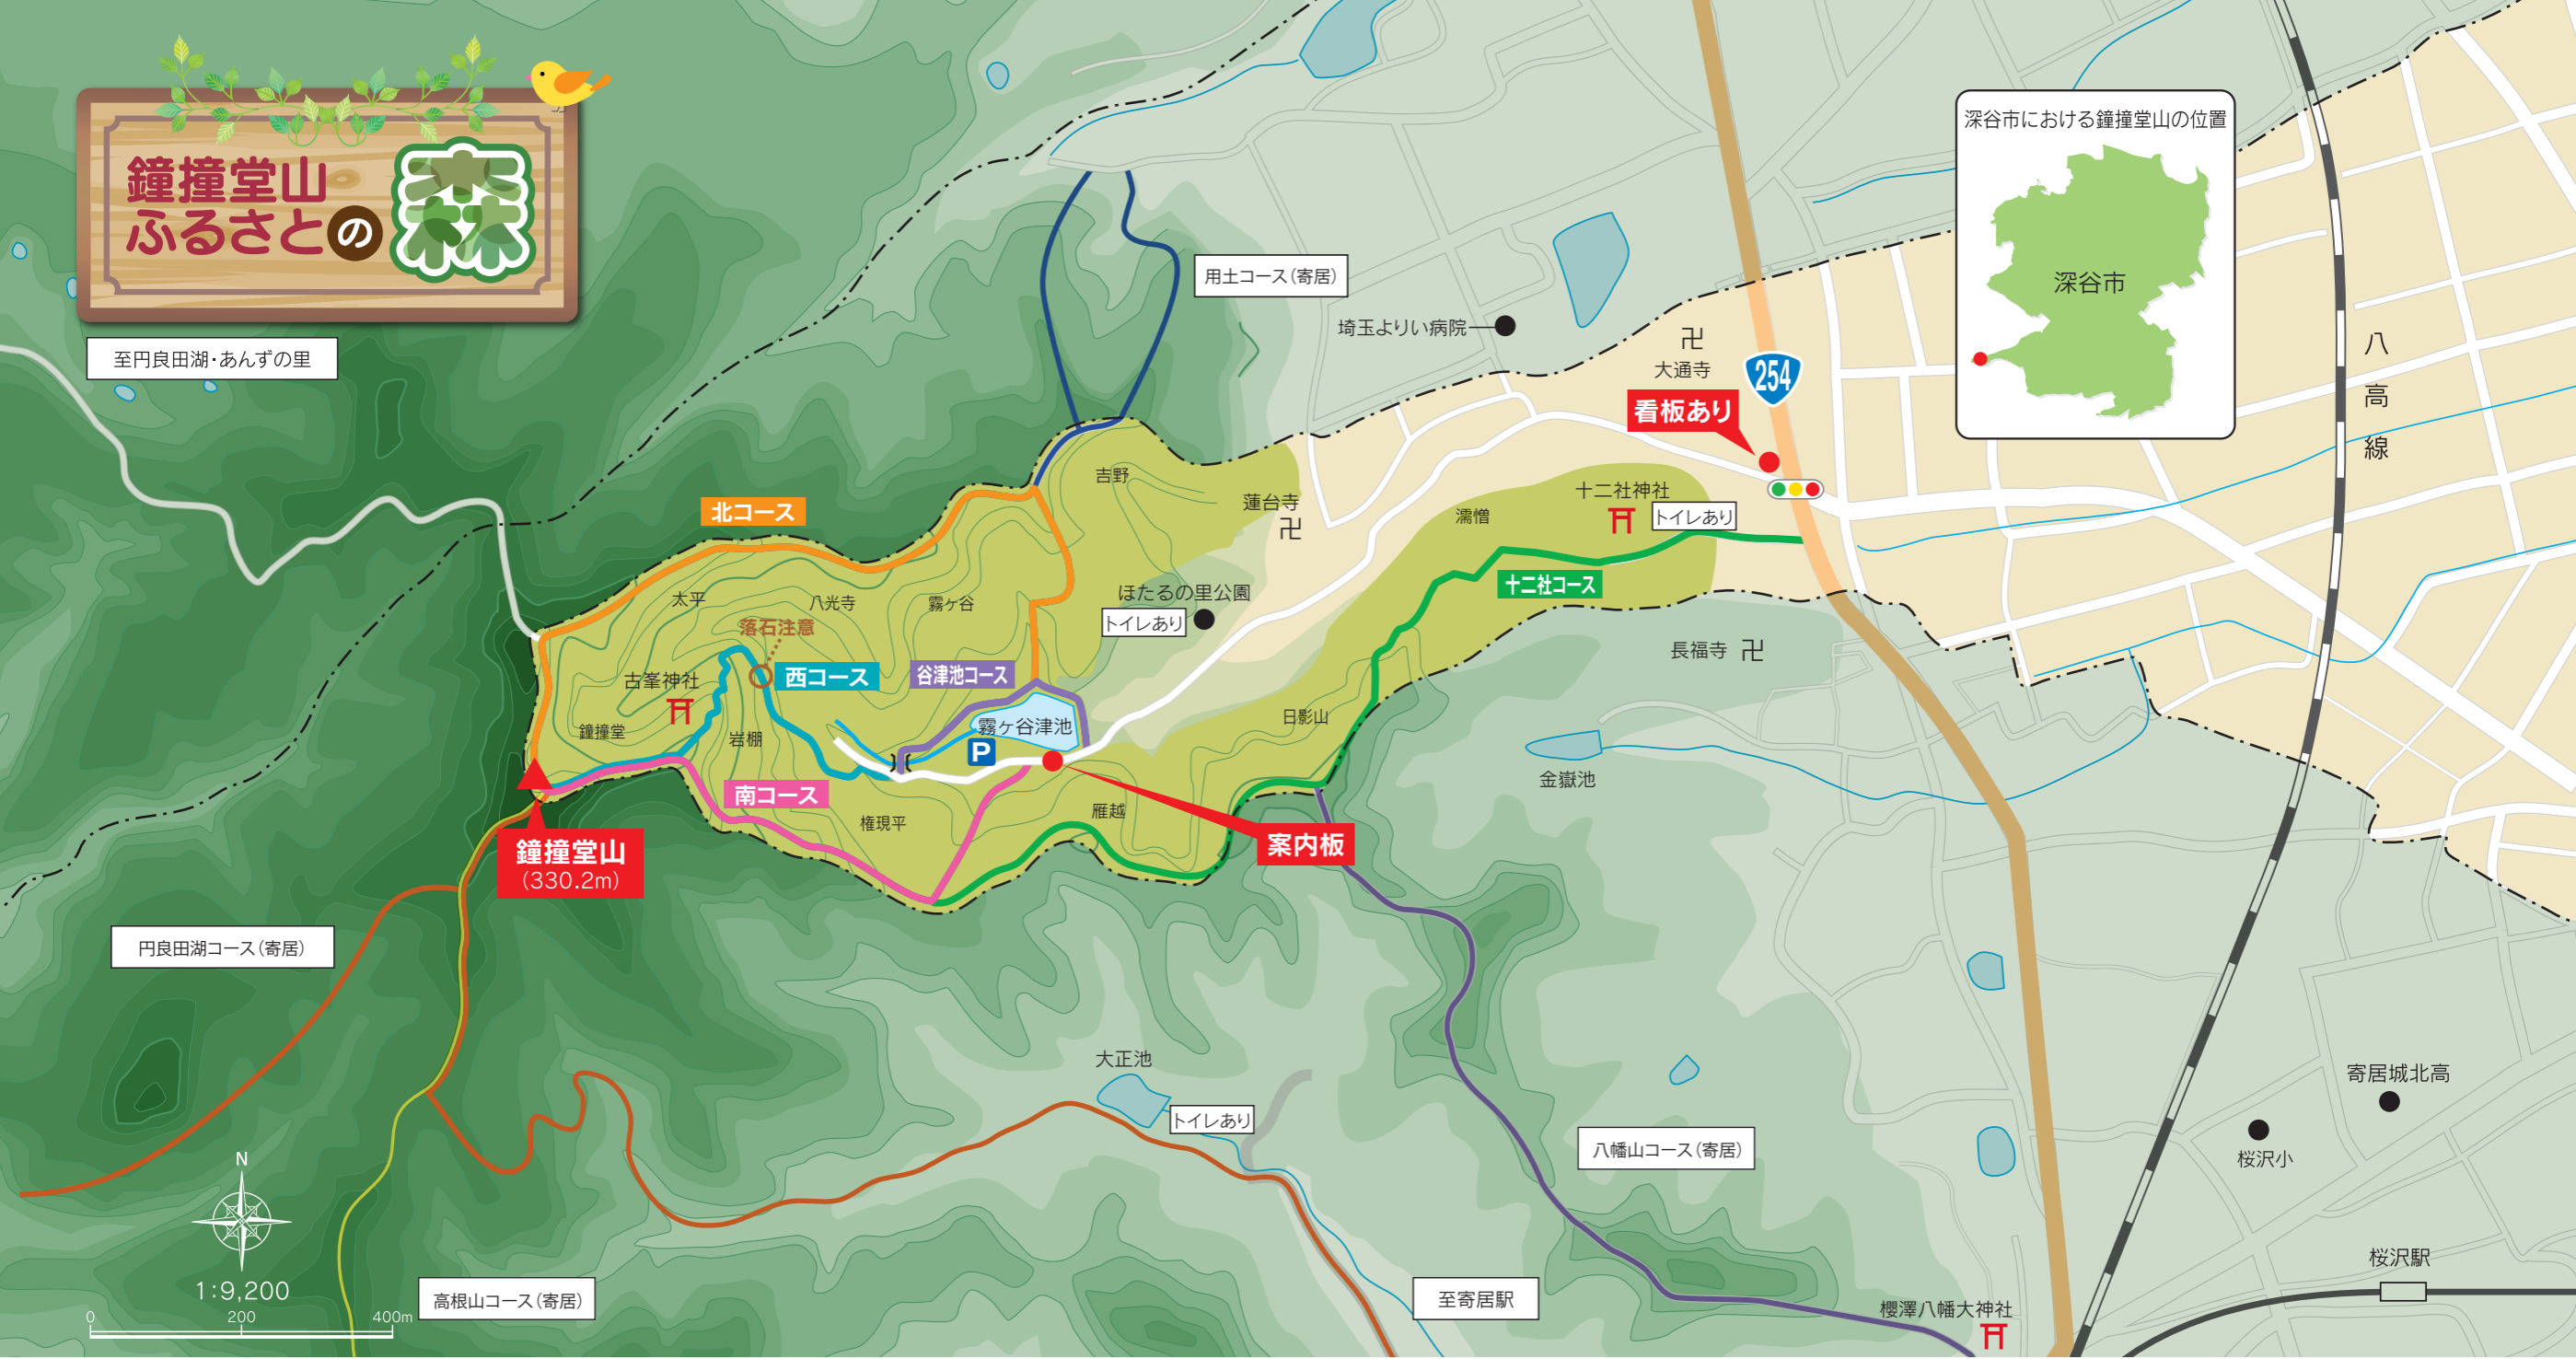 鐘撞堂山
ふるさとの森
至円良田湖・あんずの里
用土コース（寄居）
埼玉よりい病院
大通寺
254
看板あり
深谷市における鐘撞堂山の位置
深谷市
八高線
北コース
吉野
蓮台寺
濡憎
十二社神社
トイレあり
十二社コース
太平
八光寺
霧ヶ谷
ほたるの里公園
トイレあり
落石注意
西コース
谷津池コース
古峯神社
鐘撞堂
岩棚
霧ヶ谷津池
P
日影山
長福寺
金嶽池
南コース
権現平
雁越
案内板
鐘撞堂山
（330.2m）
円良田湖コース（寄居）
大正池
トイレあり
八幡山コース（寄居）
寄居城北高
桜沢小
桜沢駅
櫻澤八幡大神社
至寄居駅
高根山コース（寄居）
N
1:9,200
0 200 400m